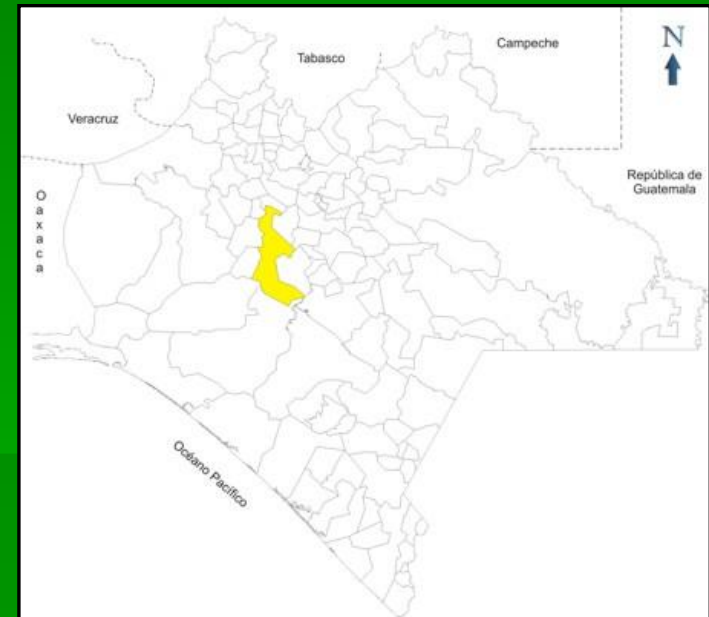 Campeche
N
Tabasco
Veracruz
República de
Guatemala
O
a
x
a
c
a
Océano Pacífico